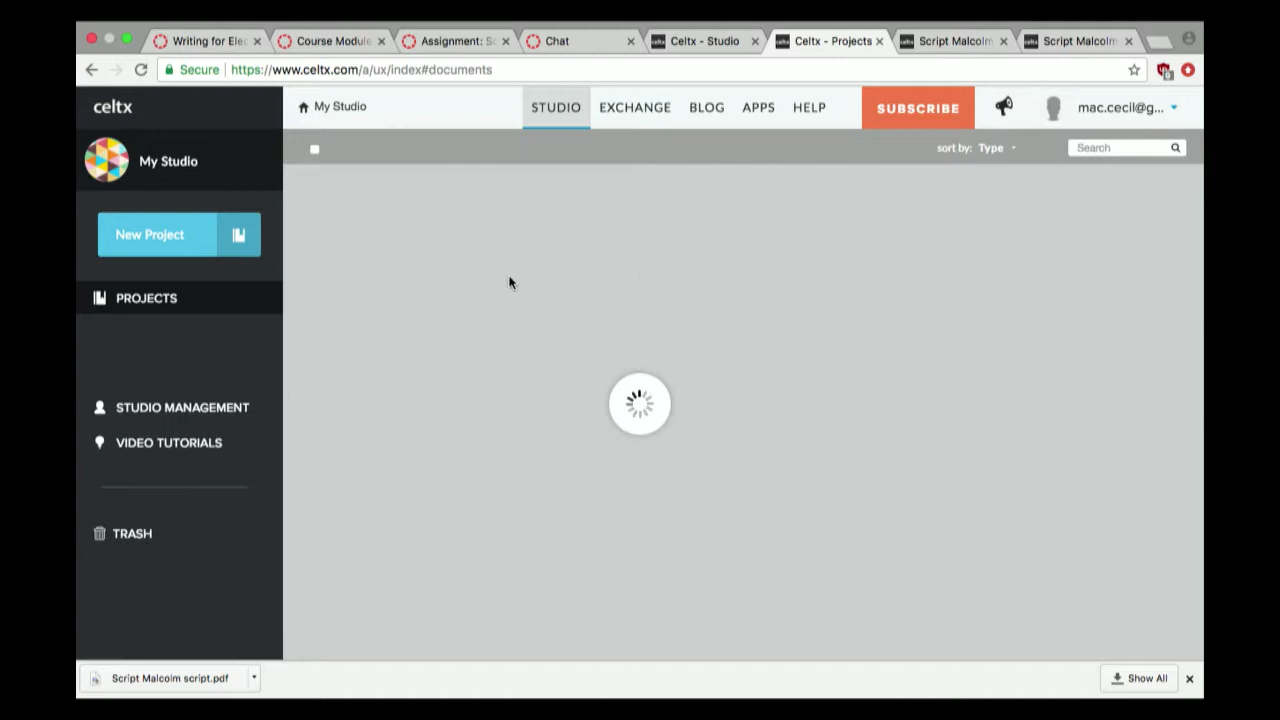 Writing for Elec
Course Module
Assignment: Sc
Chat
Celtx - Studio
Celtx - Projects
Script Malcolm
Script Malcolm
Secure
https://www.celtx.com/a/ux/index#documents
celtx
My Studio
STUDIO
EXCHANGE
BLOG
APPS
HELP
SUBSCRIBE
mac.cecil@g...
My Studio
sort by: Type
Search
New Project
PROJECTS
STUDIO MANAGEMENT
VIDEO TUTORIALS
TRASH
Script Malcolm script.pdf
Show All